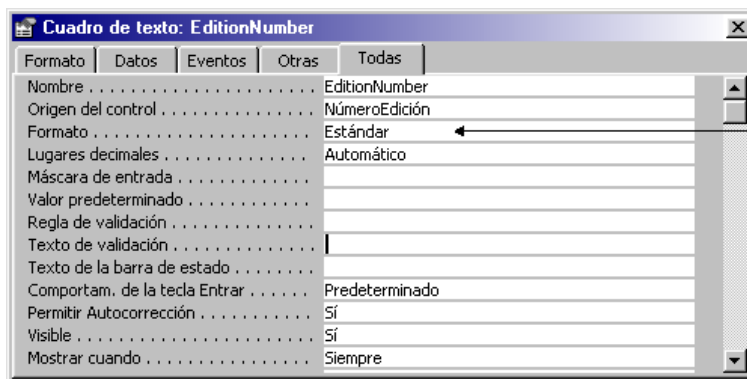 Cuadro de texto: EditionNumber
Formato Datos Eventos Otras Todas
Nombre . . . . . . . . . . . . . . . . . . . . . . EditionNumber
Origen del control . . . . . . . . . . . . . . NúmeroEdición
Formato . . . . . . . . . . . . . . . . . . . . . Estándar
Lugares decimales . . . . . . . . . . . . . . Automático
Máscara de entrada . . . . . . . . . . . . .
Valor predeterminado . . . . . . . . . . . .
Regla de validación . . . . . . . . . . . . . .
Texto de validación . . . . . . . . . . . . . .
Texto de la barra de estado . . . . . . . .
Comportam. de la tecla Entrar . . . . . . Predeterminado
Permitir Autocorrección . . . . . . . . . . . Sí
Visible . . . . . . . . . . . . . . . . . . . . . . . Sí
Mostrar cuando . . . . . . . . . . . . . . . . Siempre